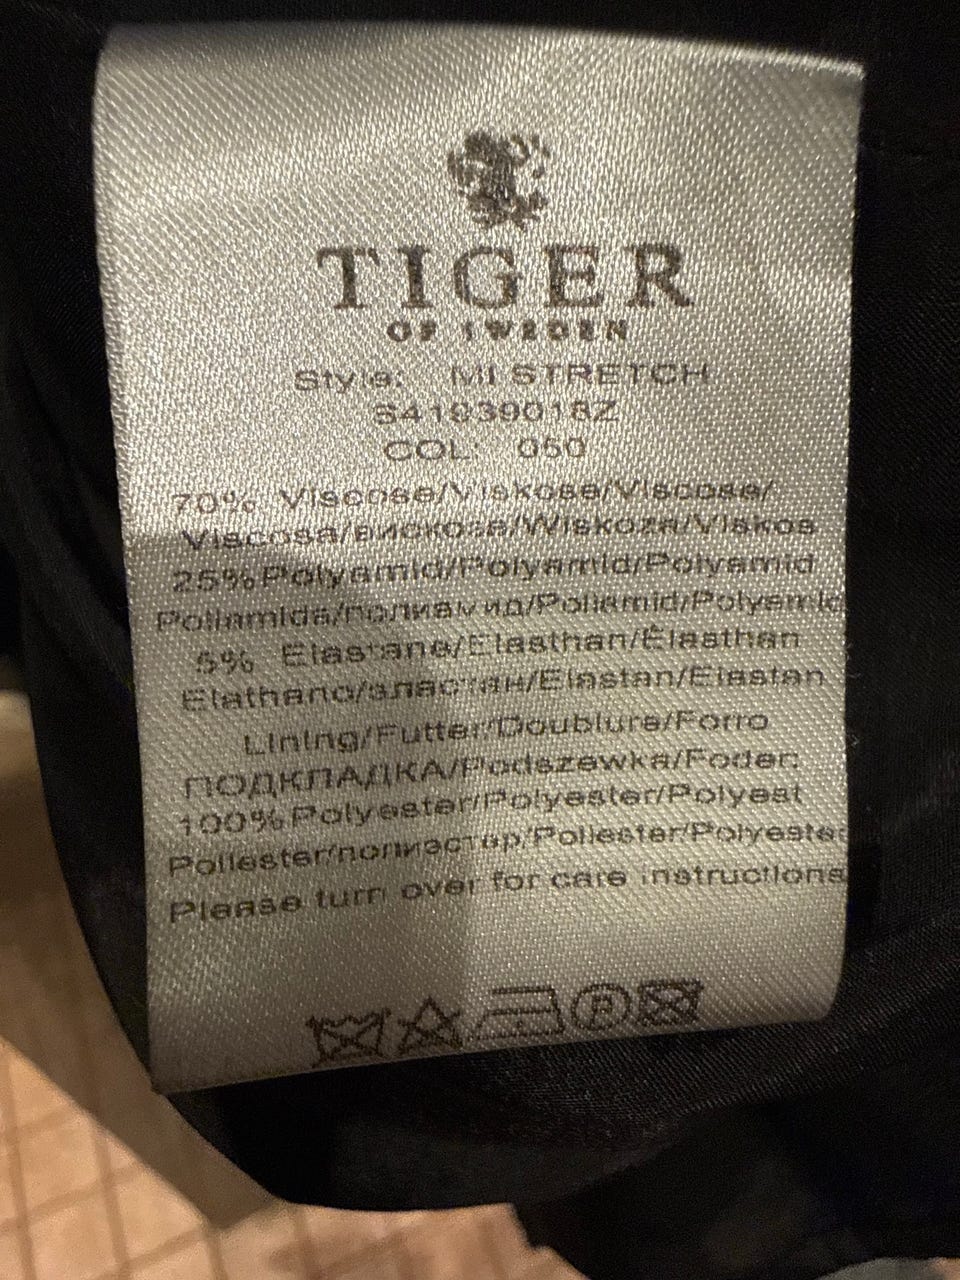 TIGER
OF SWEDEN
Style: MI STRETCH
S41939018Z
COL: 050
70% Viscose/Viskose/Viscose/
Viscosa/вискоза/Wiskoza/Viskos
25% Polyamid/Polyamid/Polyamid
Poliamida/полиамид/Poliamid/Polyamid
5% Elastane/Elasthan/Élasthan
Elathano/эластан/Elastan/Elastan
Lining/Futter/Doublure/Forro
ПОДКЛАДКА/Podszewka/Foder:
100% Polyester/Polyester/Polyest
Poliester/полиэстер/Poliester/Polyester
Please turn over for care instructions
P